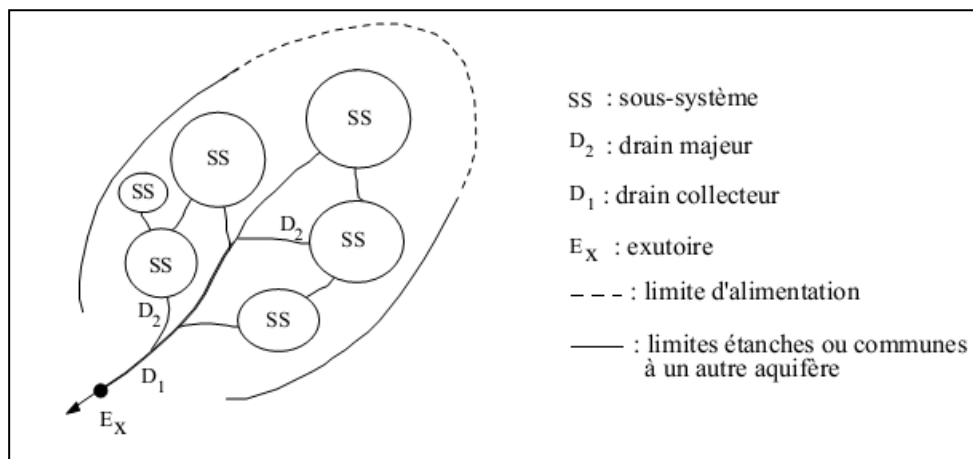 SS
SS
SS
SS
SS
SS
D2
D2
D1
EX
SS : sous-système
D2 : drain majeur
D1 : drain collecteur
EX : exutoire
: limite d'alimentation
: limites étanches ou communes
à un autre aquifère